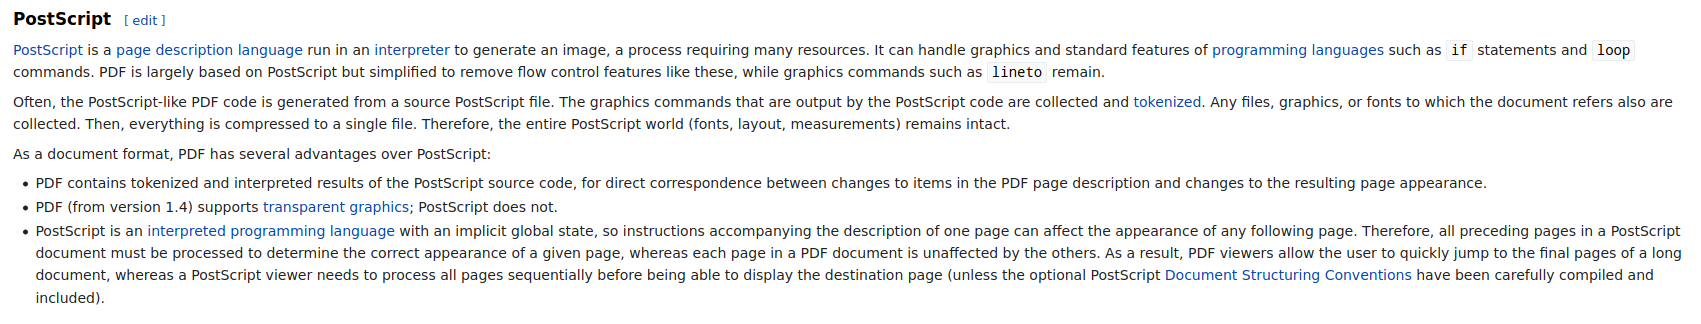 PostScript [ edit ]
PostScript is a page description language run in an interpreter to generate an image, a process requiring many resources. It can handle graphics and standard features of programming languages such as if statements and loop
commands. PDF is largely based on PostScript but simplified to remove flow control features like these, while graphics commands such as lineto remain.
Often, the PostScript-like PDF code is generated from a source PostScript file. The graphics commands that are output by the PostScript code are collected and tokenized. Any files, graphics, or fonts to which the document refers also are
collected. Then, everything is compressed to a single file. Therefore, the entire PostScript world (fonts, layout, measurements) remains intact.
As a document format, PDF has several advantages over PostScript:
• PDF contains tokenized and interpreted results of the PostScript source code, for direct correspondence between changes to items in the PDF page description and changes to the resulting page appearance.
• PDF (from version 1.4) supports transparent graphics; PostScript does not.
• PostScript is an interpreted programming language with an implicit global state, so instructions accompanying the description of one page can affect the appearance of any following page. Therefore, all preceding pages in a PostScript
document must be processed to determine the correct appearance of a given page, whereas each page in a PDF document is unaffected by the others. As a result, PDF viewers allow the user to quickly jump to the final pages of a long
document, whereas a PostScript viewer needs to process all pages sequentially before being able to display the destination page (unless the optional PostScript Document Structuring Conventions have been carefully compiled and
included).